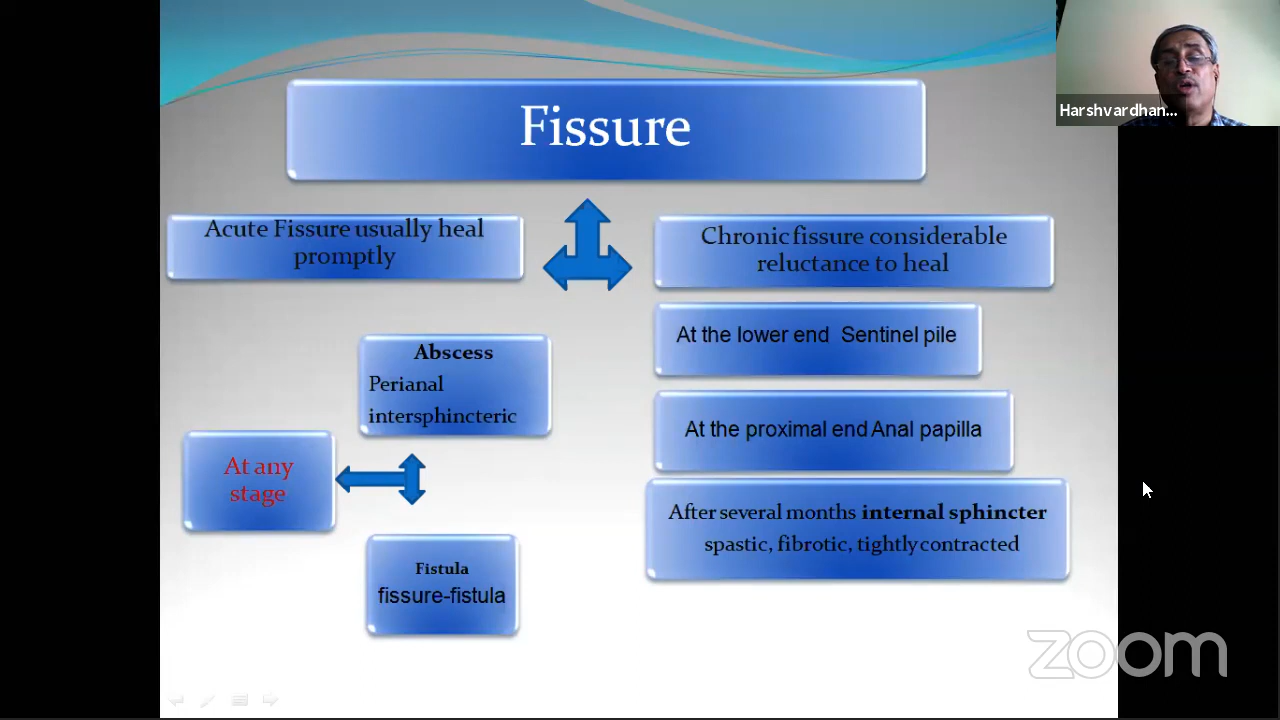 Fissure
Harshvardhan...
Acute Fissure usually heal
promptly
Chronic fissure considerable
reluctance to heal
At the lower end Sentinel pile
Abscess
Perianal
intersphincteric
At the proximal end Anal papilla
At any
stage
After several months internal sphincter
spastic, fibrotic, tightly contracted
Fistula
fissure-fistula
zoom